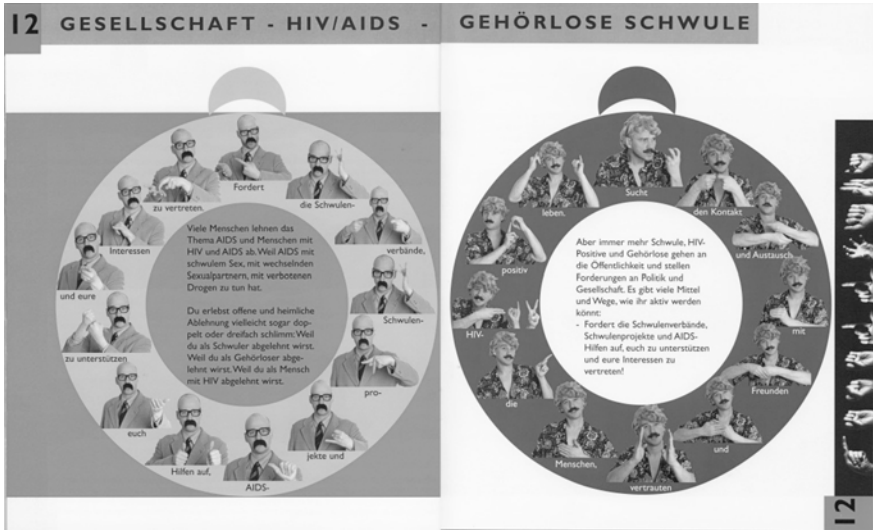 12 GESELLSCHAFT - HIV/AIDS - GEHÖRLOSE SCHWULE
Fordert
die Schwulen-
verbände,
Schwulen-
pro-
jekte und
AIDS-
Hilfen auf,
euch
zu unterstützen
und eure
Interessen
zu vertreten.
Viele Menschen lehnen das
Thema AIDS und Menschen mit
HIV und AIDS ab. Weil AIDS mit
schwulem Sex, mit wechselnden
Sexualpartnern, mit verbotenen
Drogen zu tun hat.
Du erlebst offene und heimliche
Ablehnung vielleicht sogar dop-
pelt oder dreifach schlimm: Weil
du als Schwuler abgelehnt wirst.
Weil du als Gehörloser abge-
lehnt wirst. Weil du als Mensch
mit HIV abgelehnt wirst.
Sucht
den Kontakt
und Austausch
mit
Freunden
und
vertrauten
Menschen,
die
HIV-
positiv
leben.
Aber immer mehr Schwule, HIV-
Positive und Gehörlose gehen an
die Öffentlichkeit und stellen
Forderungen an Politik und
Gesellschaft. Es gibt viele Mittel
und Wege, wie ihr aktiv werden
könnt:
- Fordert die Schwulenverbände,
Schwulenprojekte und AIDS-
Hilfen auf, euch zu unterstützen
und eure Interessen zu
vertreten!
12